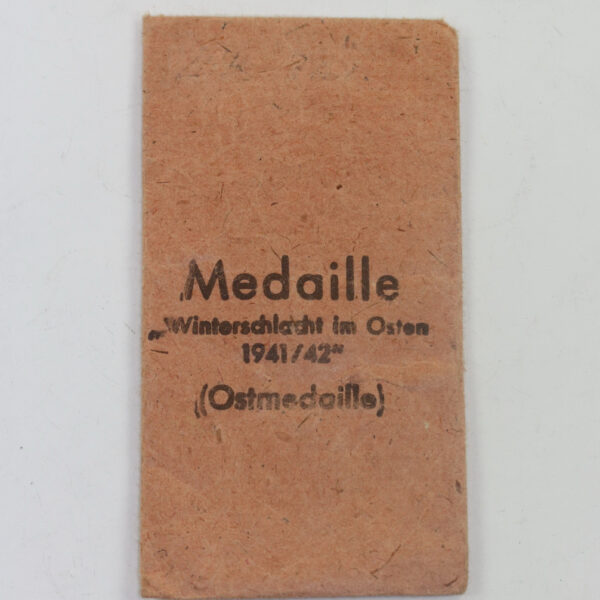 Medaille
„Winterschlacht im Osten
1941/42"
(Ostmedaille)